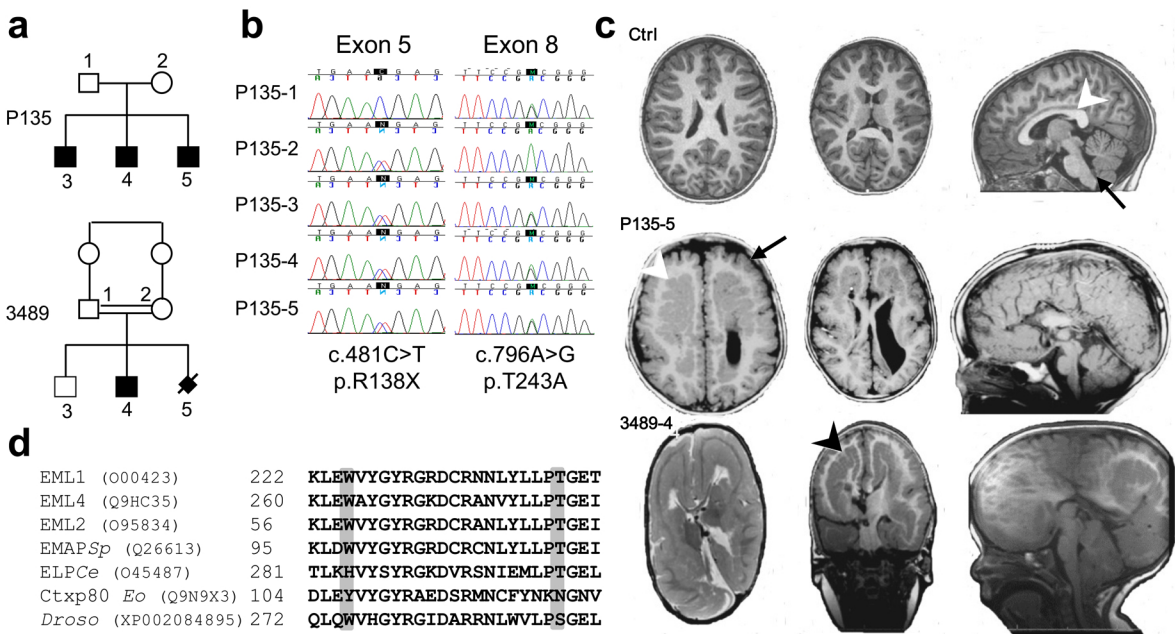 a
1
2
P135
3
4
5
1
2
3489
3
4
5
b
Exon 5
Exon 8
T G A A C G A G
T T C C G M C G G G
P135-1
A C T T N C T C
T T C C G A C G G G
P135-2
P135-3
P135-4
P135-5
c.481C>T
c.796A>G
p.R138X
p.T243A
c
Ctrl
P135-5
3489-4
d
EML1 (O00423) 222 KLEWVYGYRGRDCRNNLYLLPTGET
EML4 (Q9HC35) 260 KLEWAYGYRGKDCRANVYLLPTGEI
EML2 (O95834) 56 KLEWVYGYRGRDCRANLYLLPTGEI
EMAPSp (Q26613) 95 KLDWVYGYRGKDCRCNLYLLPTGEI
ELPCe (O45487) 281 TLKHVYSYRGKDVRSNIEMLPTGEL
Ctxp80 Eo (Q9N9X3) 104 DLEYVYGYRAEDSRMNCFYNKNGNV
Droso (XP002084895) 272 QLQWVHGYRGIDARRNLWVLPSGEL